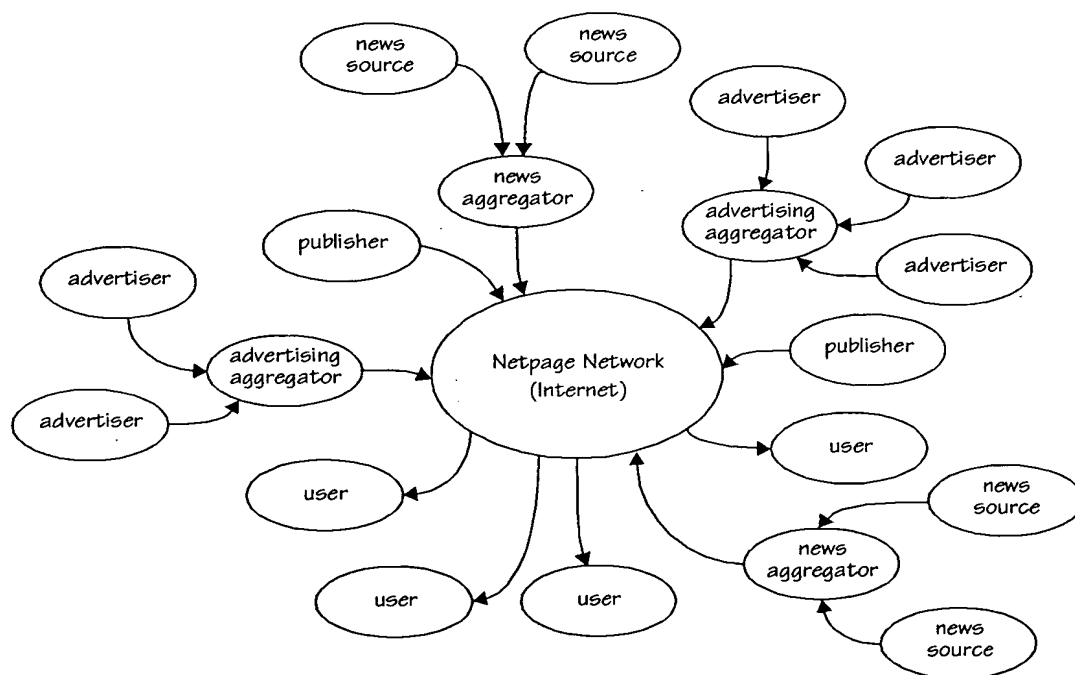 news
source
news
source
advertiser
advertiser
news
aggregator
advertising
aggregator
publisher
advertiser
advertiser
publisher
Netpage Network
(Internet)
advertising
aggregator
advertiser
user
user
news
source
news
aggregator
user
user
news
source